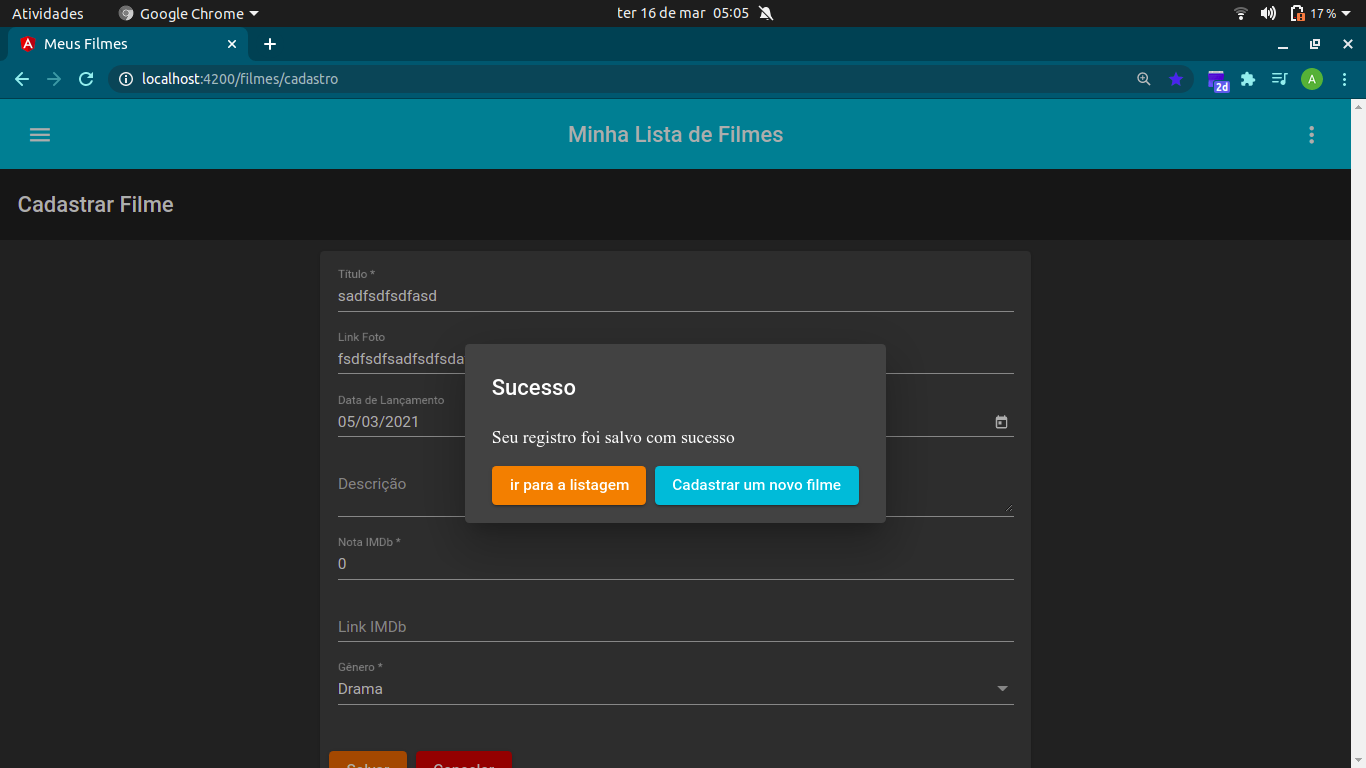 Atividades Google Chrome ter 16 de mar 05:05 17 %
Meus Filmes
localhost:4200/filmes/cadastro 2d A
Minha Lista de Filmes
Cadastrar Filme
Título *
sadfsdfsdfasd
Link Foto
fsdfsdfsadfsdfsda
Data de Lançamento
05/03/2021
Sucesso
Seu registro foi salvo com sucesso
ir para a listagem Cadastrar um novo filme
Descrição
Nota IMDb *
0
Link IMDb
Gênero *
Drama
Salvar Cancelar